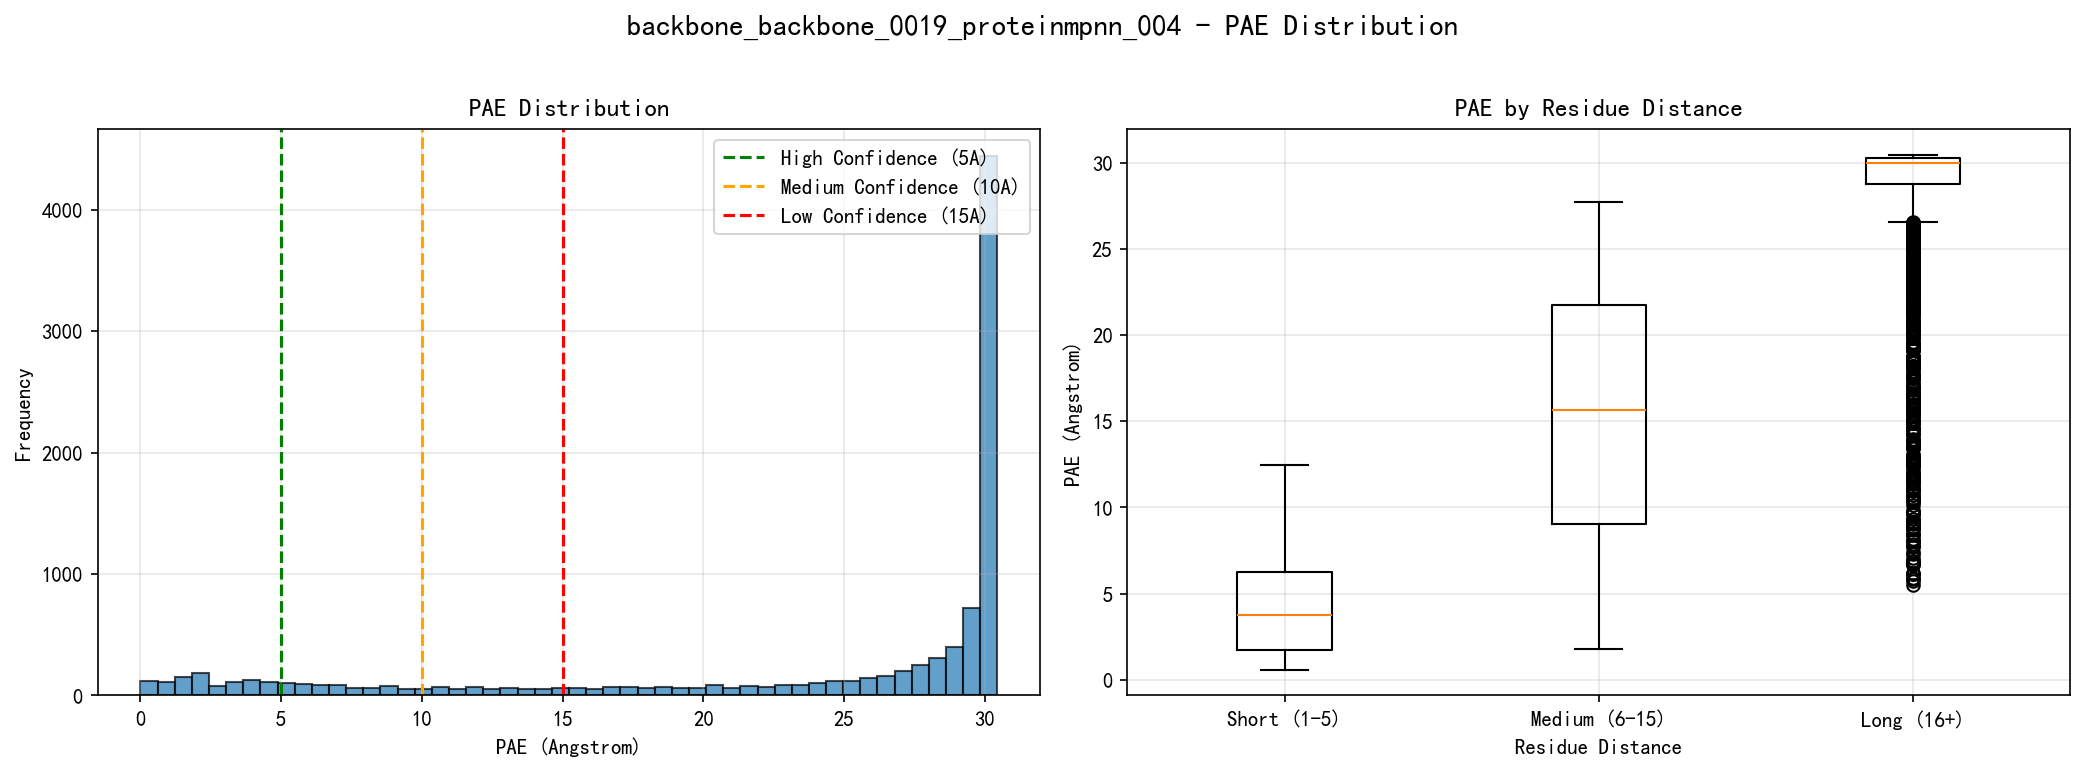 backbone_backbone_0019_proteinmpnn_004 - PAE Distribution
PAE Distribution
High Confidence (5A)
Medium Confidence (10A)
Low Confidence (15A)
Frequency
4000
3000
2000
1000
0
0 5 10 15 20 25 30
PAE (Angstrom)
PAE by Residue Distance
PAE (Angstrom)
30
25
20
15
10
5
0
Short (1-5) Medium (6-15) Long (16+)
Residue Distance